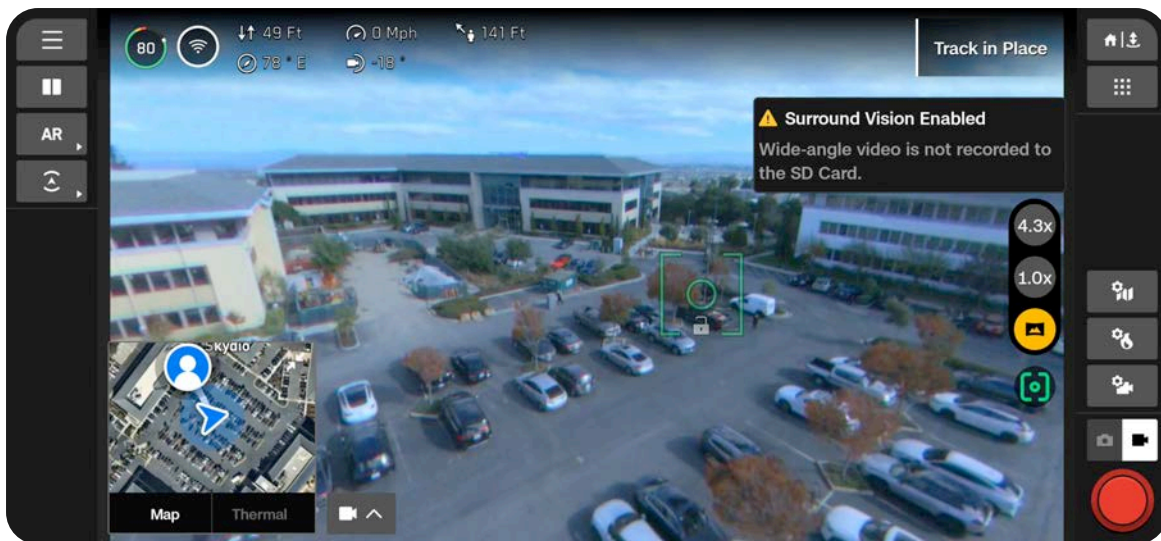 80
49 Ft
0 Mph
141 Ft
78 ° E
-18 °
Track in Place
AR
Surround Vision Enabled
Wide-angle video is not recorded to
the SD Card.
4.3x
1.0x
Skydio
Map
Thermal